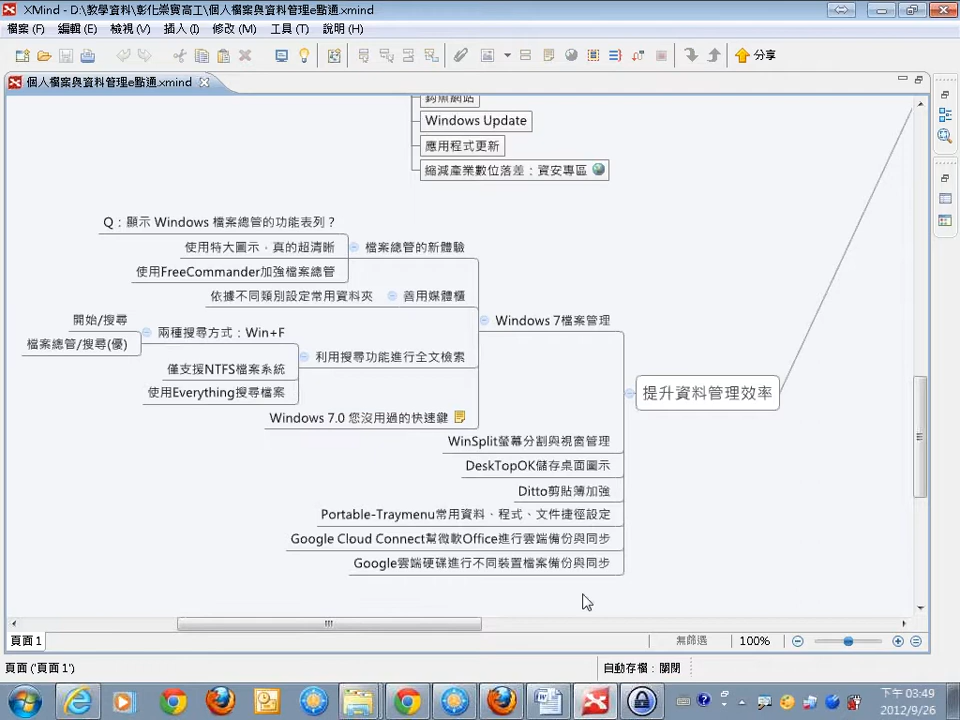 XMind - D:\教學資料\彰化崇實高工\個人檔案與資料管理e點通.xmind
檔案 (F) 編輯 (E) 檢視 (V) 插入 (I) 修改 (M) 工具 (T) 說明 (H)
分享
個人檔案與資料管理e點通.xmind
釣魚網站
Windows Update
應用程式更新
縮減產業數位落差：資安專區
Q：顯示 Windows 檔案總管的功能表列？
使用特大圖示，真的超清晰
檔案總管的新體驗
使用FreeCommander加強檔案總管
依據不同類別設定常用資料夾
善用媒體櫃
開始/搜尋
兩種搜尋方式：Win+F
Windows 7檔案管理
檔案總管/搜尋(優)
利用搜尋功能進行全文檢索
僅支援NTFS檔案系統
使用Everything搜尋檔案
提升資料管理效率
Windows 7.0 您沒用過的快速鍵
WinSplit螢幕分割與視窗管理
DeskTopOK儲存桌面圖示
Ditto剪貼簿加強
Portable-Traymenu常用資料、程式、文件捷徑設定
Google Cloud Connect幫微軟Office進行雲端備份與同步
Google雲端硬碟進行不同裝置檔案備份與同步
頁面 1
無篩選
100%
頁面 ('頁面 1')
自動存檔：關閉
下午 03:49
2012/9/26